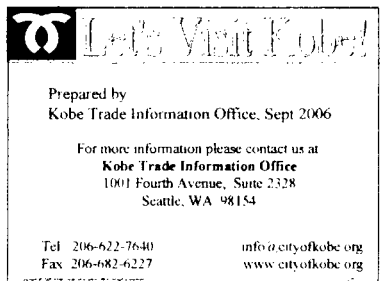 Let's Visit Kobe!
Prepared by
Kobe Trade Information Office, Sept 2006
For more information please contact us at
Kobe Trade Information Office
1001 Fourth Avenue, Suite 2328
Seattle, WA 98154
Tel 206-622-7640
info@cityofkobe.org
Fax 206-682-6227
www.cityofkobe.org